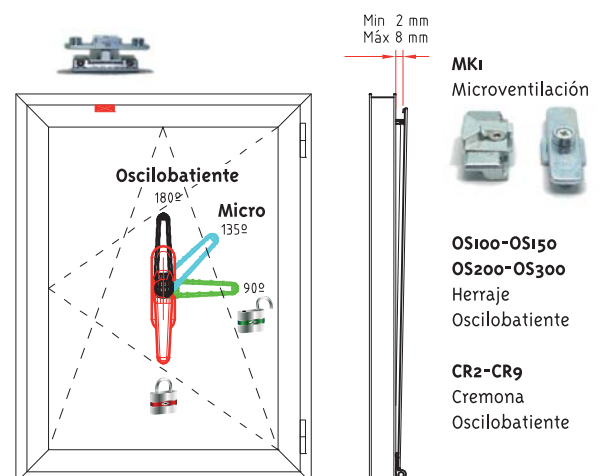 Min 2 mm
Máx 8 mm
MK1
Microventilación
Oscilobatiente
180º
Micro
135º
90º
OS100-OS150
OS200-OS300
Herraje
Oscilobatiente
CR2-CR9
Cremona
Oscilobatiente